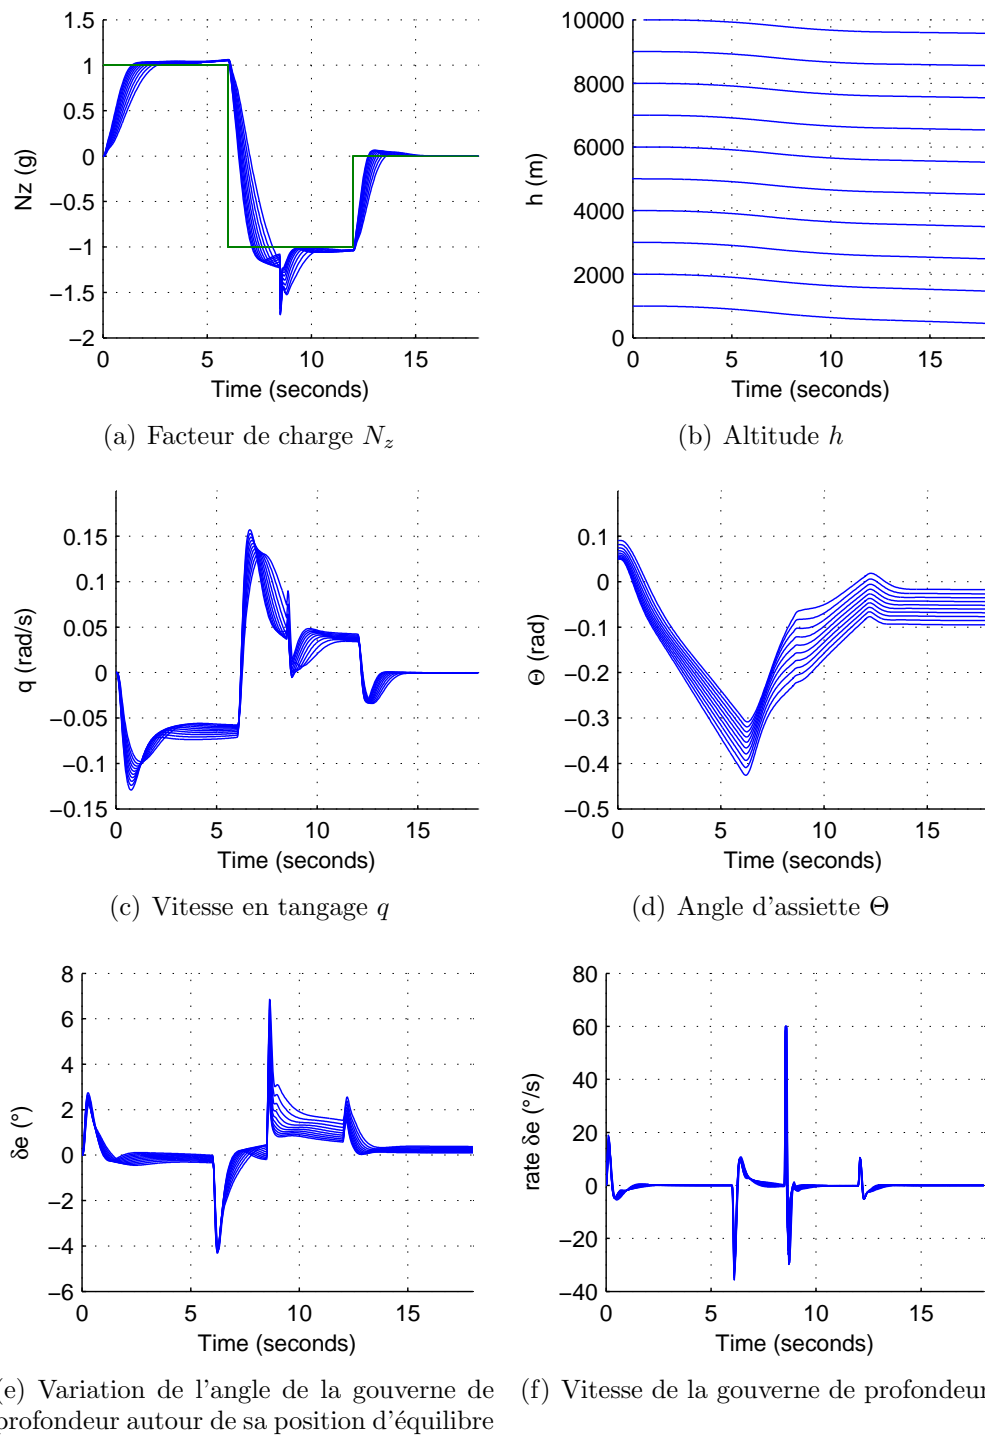 1.5
1
0.5
0
−0.5
−1
−1.5
−2
Nz (g)
0 5 10 15
Time (seconds)
(a) Facteur de charge Nz
10000
8000
6000
4000
2000
0
h (m)
0 5 10 15
Time (seconds)
(b) Altitude h
0.15
0.1
0.05
0
−0.05
−0.1
−0.15
q (rad/s)
0 5 10 15
Time (seconds)
(c) Vitesse en tangage q
0.1
0
−0.1
−0.2
−0.3
−0.4
−0.5
Θ (rad)
0 5 10 15
Time (seconds)
(d) Angle d'assiette Θ
8
6
4
2
0
−2
−4
−6
δe (°)
0 5 10 15
Time (seconds)
(e) Variation de l'angle de la gouverne de
profondeur autour de sa position d'équilibre
80
60
40
20
0
−20
−40
rate δe (°/s)
0 5 10 15
Time (seconds)
(f) Vitesse de la gouverne de profondeur